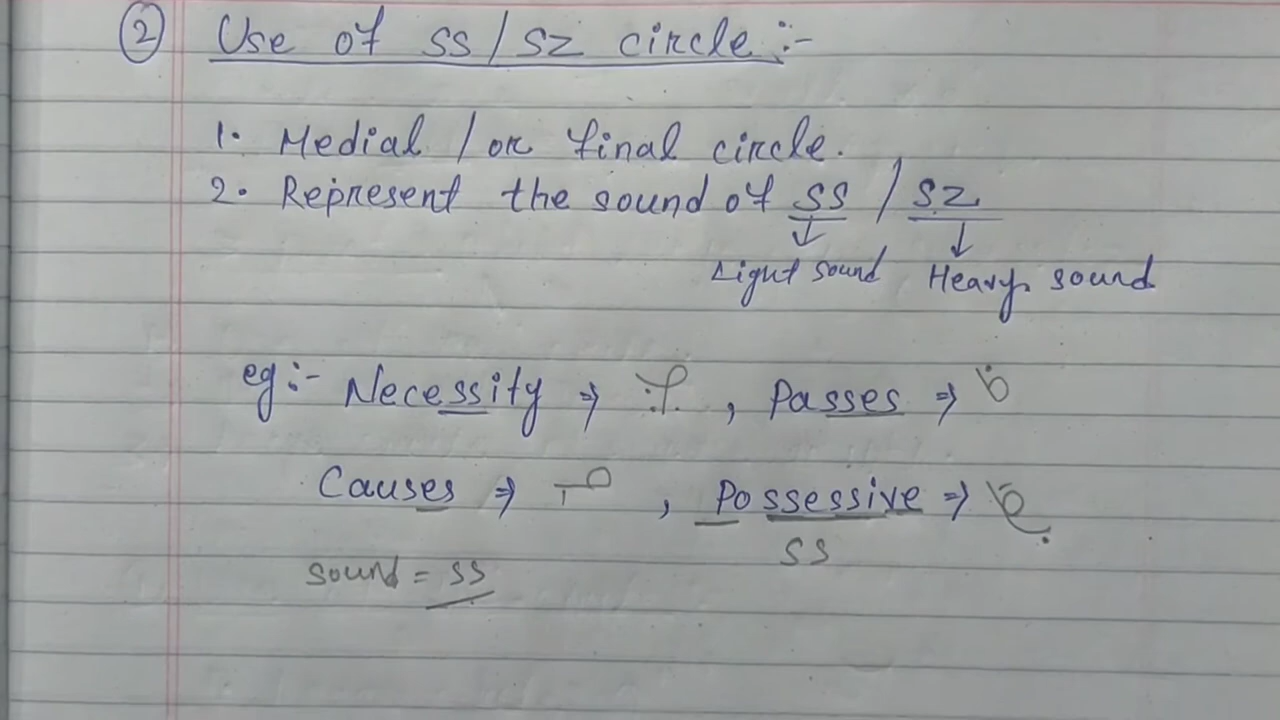 ② Use of ss/sz circle:-
1. Medial / or final circle.
2. Represent the sound of ss / sz
↓ ↓
Light sound Heavy sound
eg:- Necessity ⇒ , Passes ⇒
Causes ⇒ , Possessive ⇒
ss
sound = ss